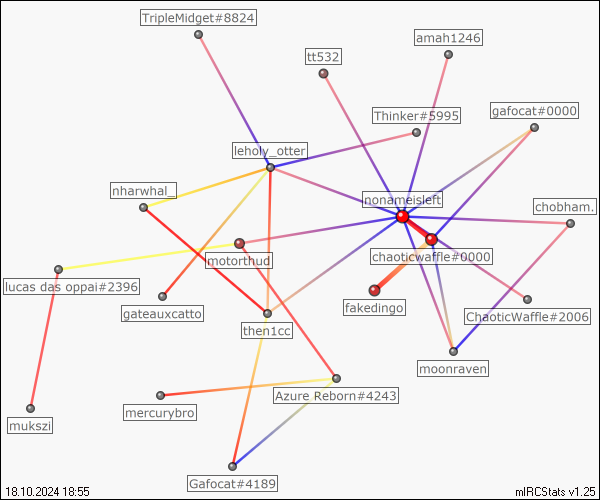 TripleMidget#8824
amah1246
tt532
Thinker#5995
gafocat#0000
leholy_otter
nharwhal_
nonameisleft
chobham.
motorthud
chaoticwaffle#0000
lucas das oppai#2396
gateauxcatto
fakedingo
ChaoticWaffle#2006
then1cc
moonraven
Azure Reborn#4243
mercurybro
mukszi
Gafocat#4189
18.10.2024 18:55
mIRCStats v1.25